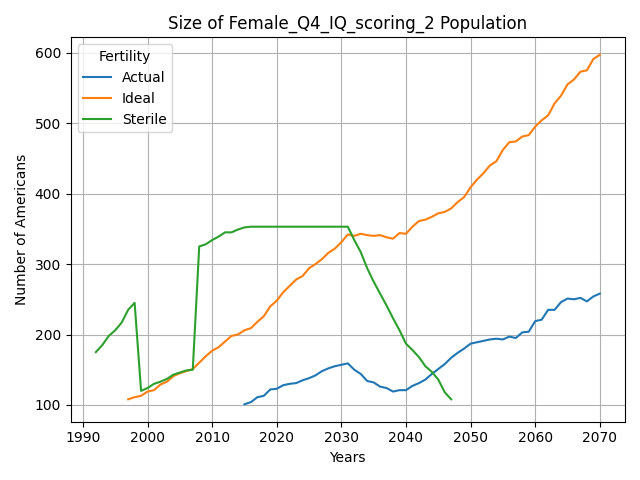 Size of Female_Q4_IQ_scoring_2 Population
Fertility
Actual
Ideal
Sterile
Number of Americans
600
500
400
300
200
100
1990 2000 2010 2020 2030 2040 2050 2060 2070
Years